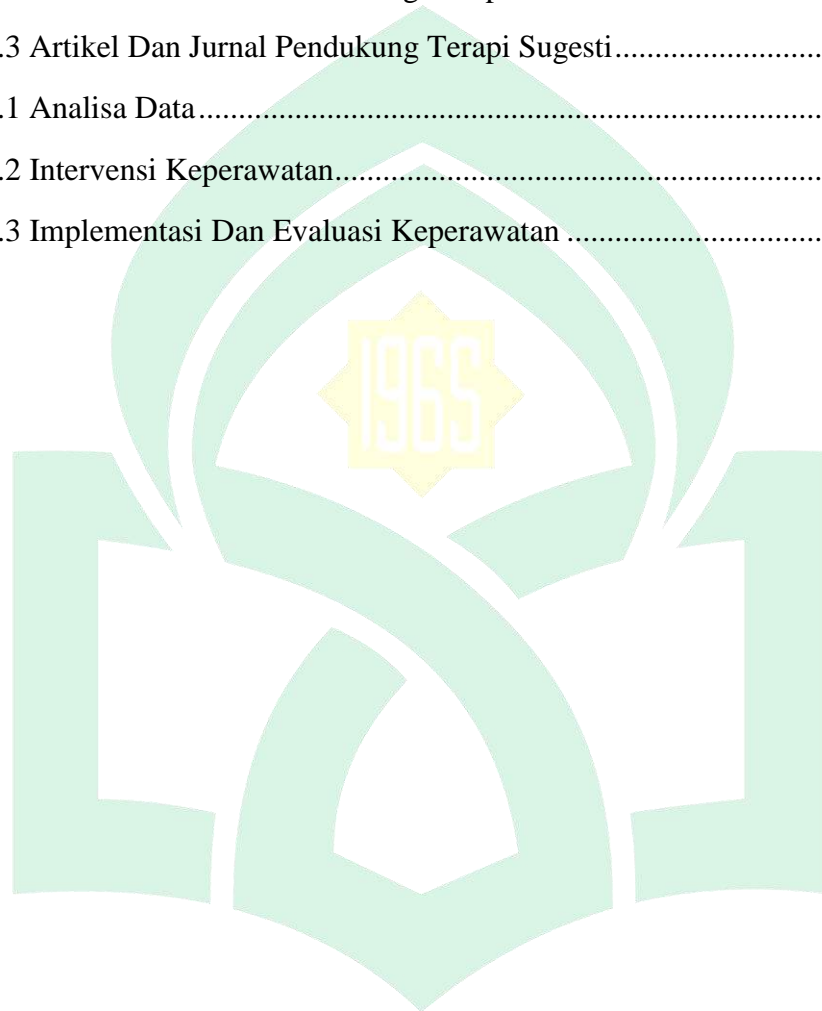 .3 Artikel Dan Jurnal Pendukung Terapi Sugesti..........................
.1 Analisa Data...............................................................................
.2 Intervensi Keperawatan.............................................................
.3 Implementasi Dan Evaluasi Keperawatan ................................
1965